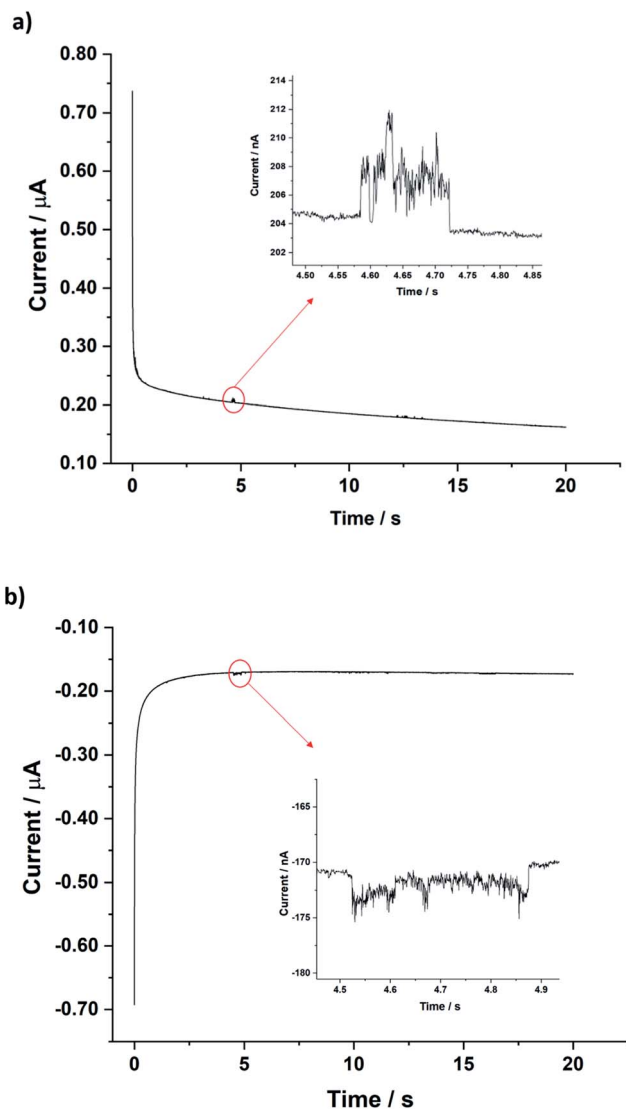 a)
0.80
0.70
0.60
0.50
0.40
0.30
0.20
0.10
Current / μA
0 5 10 15 20
Time / s
214
212
210
208
206
204
202
Current / nA
4.50 4.55 4.60 4.65 4.70 4.75 4.80 4.85
Time / s
b)
-0.10
-0.20
-0.30
-0.40
-0.50
-0.60
-0.70
Current / μA
0 5 10 15 20
Time / s
-165
-170
-175
-180
Current / nA
4.5 4.6 4.7 4.8 4.9
Time / s